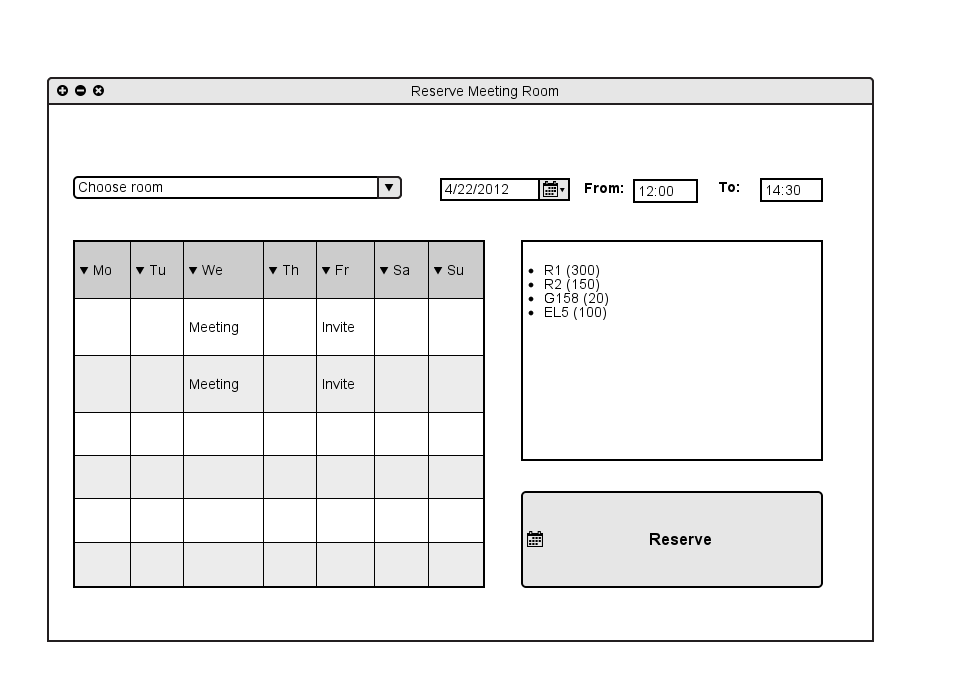 Reserve Meeting Room
Choose room
4/22/2012
From:
12:00
To:
14:30
Mo Tu We Th Fr Sa Su
Meeting Invite
Meeting Invite
R1 (300)
R2 (150)
G158 (20)
EL5 (100)
Reserve